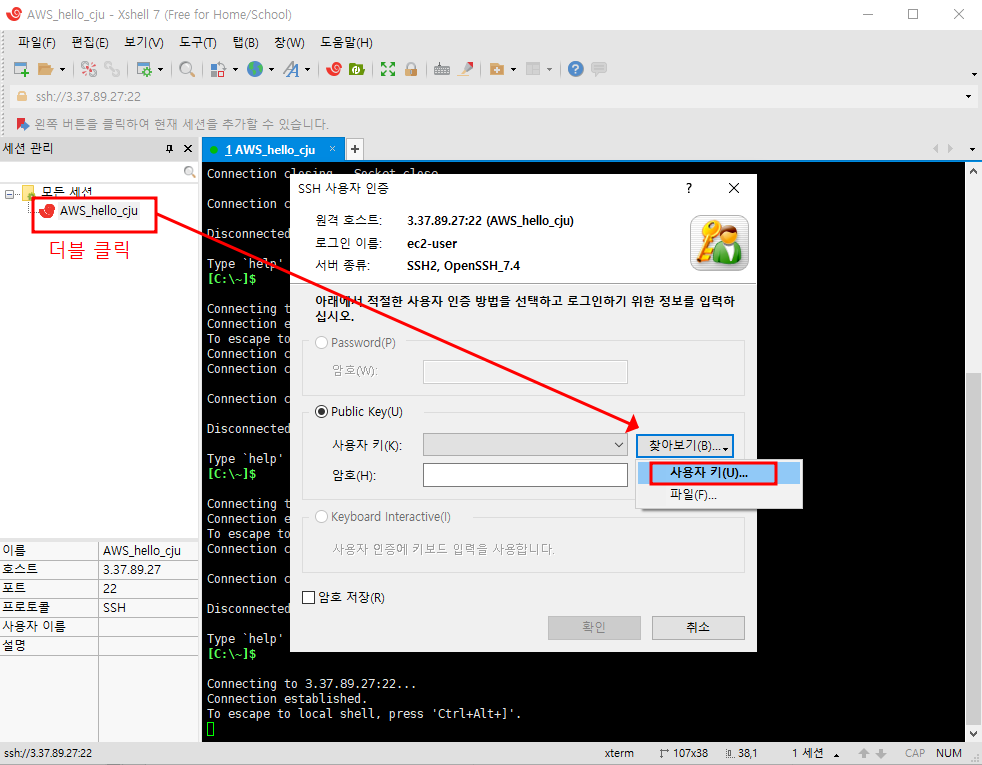 AWS_hello_cju - Xshell 7 (Free for Home/School)
파일(F) 편집(E) 보기(V) 도구(T) 탭(B) 창(W) 도움말(H)
ssh://3.37.89.27:22
왼쪽 버튼을 클릭하여 현재 세션을 추가할 수 있습니다.
세션 관리
1 AWS_hello_cju
모든 세션
AWS_hello_cju
더블 클릭
이름 AWS_hello_cju
호스트 3.37.89.27
포트 22
프로토콜 SSH
사용자 이름
설명
Connection closing...Socket close.
Connection c
Disconnected
Type `help'
[C:\~]$
Connecting t
Connection e
To escape to
Connection c
Connection c
Connection c
Disconnected
Type `help'
[C:\~]$
Connecting t
Connection e
To escape to
Connection c
Connection c
Disconnected
Type `help'
[C:\~]$
Connecting to 3.37.89.27:22...
Connection established.
To escape to local shell, press 'Ctrl+Alt+]'.
SSH 사용자 인증
?
원격 호스트: 3.37.89.27:22 (AWS_hello_cju)
로그인 이름: ec2-user
서버 종류: SSH2, OpenSSH_7.4
아래에서 적절한 사용자 인증 방법을 선택하고 로그인하기 위한 정보를 입력하
십시오.
Password(P)
암호(W):
Public Key(U)
사용자 키(K):
찾아보기(B)...
암호(H):
사용자 키(U)...
파일(F)...
Keyboard Interactive(I)
사용자 인증에 키보드 입력을 사용합니다.
암호 저장(R)
확인 취소
ssh://3.37.89.27:22 xterm 107x38 38,1 1 세션 CAP NUM